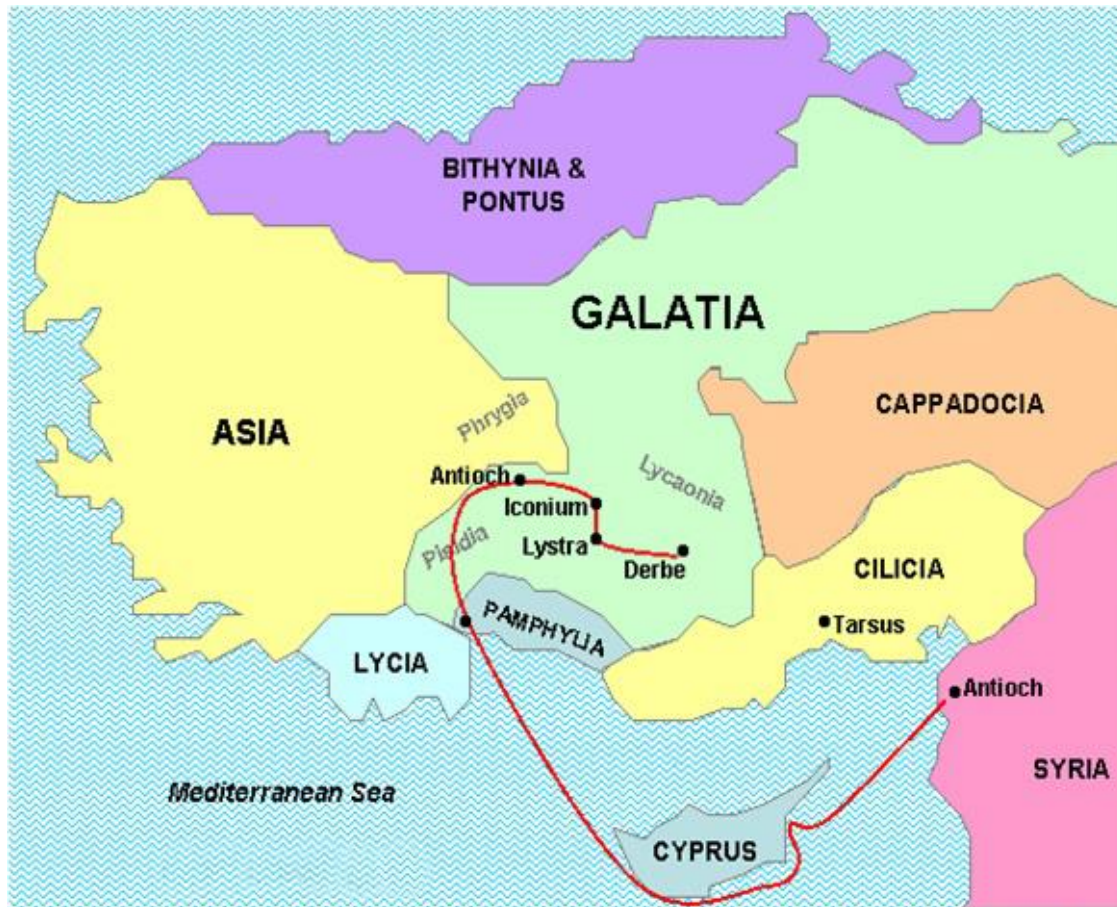 BITHYNIA &
PONTUS
GALATIA
CAPPADOCIA
Phrygia
ASIA
Antioch
Lycaonia
Iconium
Pisidia
Lystra
Derbe
CILICIA
PAMPHYLIA
Tarsus
LYCIA
Antioch
SYRIA
Mediterranean Sea
CYPRUS